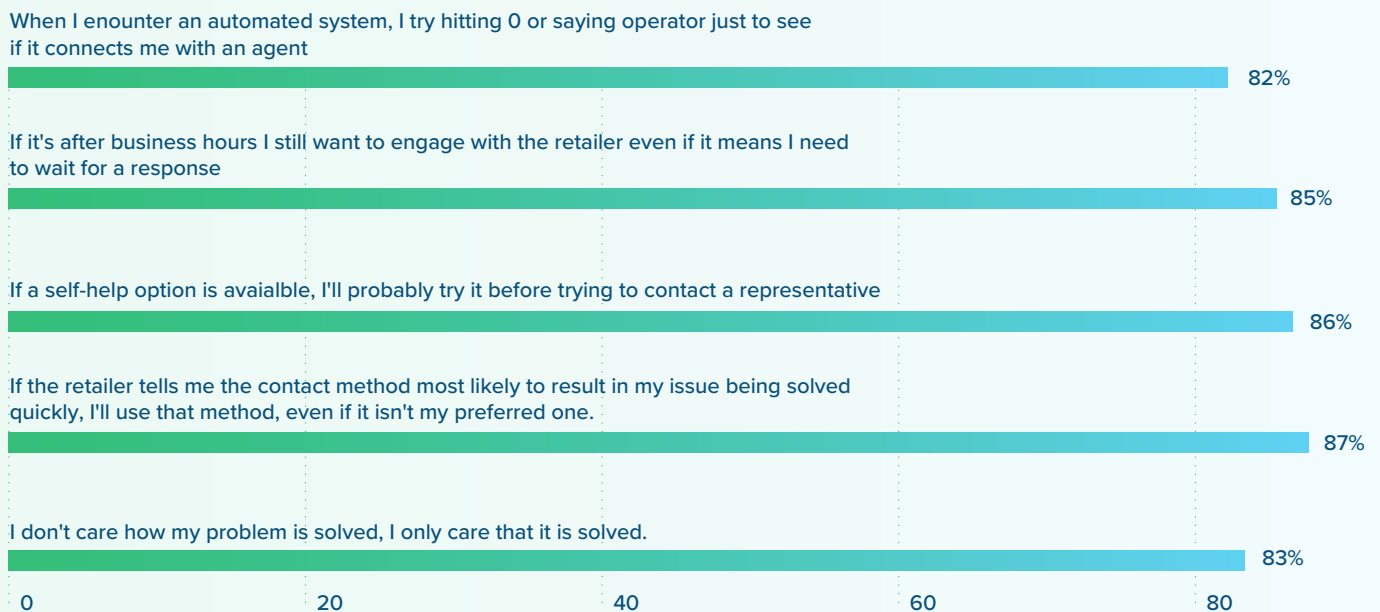 When I enounter an automated system, I try hitting 0 or saying operator just to see
if it connects me with an agent
82%
If it's after business hours I still want to engage with the retailer even if it means I need
to wait for a response
85%
If a self-help option is avaialble, I'll probably try it before trying to contact a representative
86%
If the retailer tells me the contact method most likely to result in my issue being solved
quickly, I'll use that method, even if it isn't my preferred one.
87%
I don't care how my problem is solved, I only care that it is solved.
83%
0 20 40 60 80